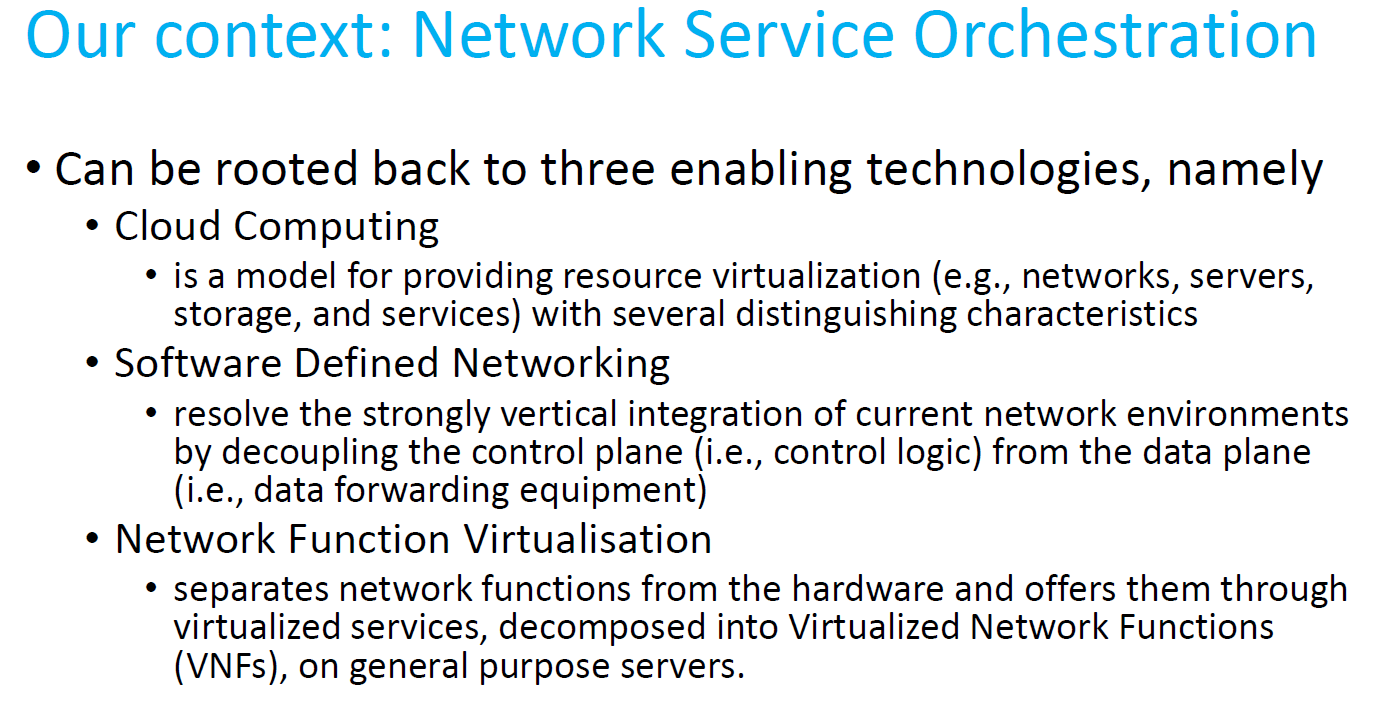 Our context: Network Service Orchestration
• Can be rooted back to three enabling technologies, namely
• Cloud Computing
• is a model for providing resource virtualization (e.g., networks, servers,
storage, and services) with several distinguishing characteristics
• Software Defined Networking
• resolve the strongly vertical integration of current network environments
by decoupling the control plane (i.e., control logic) from the data plane
(i.e., data forwarding equipment)
• Network Function Virtualisation
• separates network functions from the hardware and offers them through
virtualized services, decomposed into Virtualized Network Functions
(VNFs), on general purpose servers.